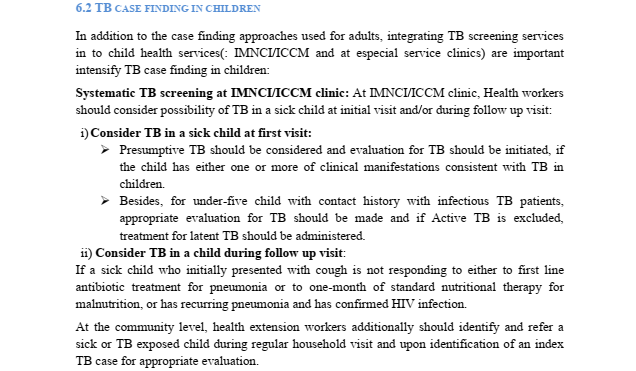 6.2 TB CASE FINDING IN CHILDREN
In addition to the case finding approaches used for adults, integrating TB screening services
in to child health services(: IMNCI/ICCM and at especial service clinics) are important
intensify TB case finding in children:
Systematic TB screening at IMNCI/ICCM clinic: At IMNCI/ICCM clinic, Health workers
should consider possibility of TB in a sick child at initial visit and/or during follow up visit:
i) Consider TB in a sick child at first visit:
➤ Presumptive TB should be considered and evaluation for TB should be initiated, if
the child has either one or more of clinical manifestations consistent with TB in
children.
➤ Besides, for under-five child with contact history with infectious TB patients,
appropriate evaluation for TB should be made and if Active TB is excluded,
treatment for latent TB should be administered.
ii) Consider TB in a child during follow up visit:
If a sick child who initially presented with cough is not responding to either to first line
antibiotic treatment for pneumonia or to one-month of standard nutritional therapy for
malnutrition, or has recurring pneumonia and has confirmed HIV infection.
At the community level, health extension workers additionally should identify and refer a
sick or TB exposed child during regular household visit and upon identification of an index
TB case for appropriate evaluation.